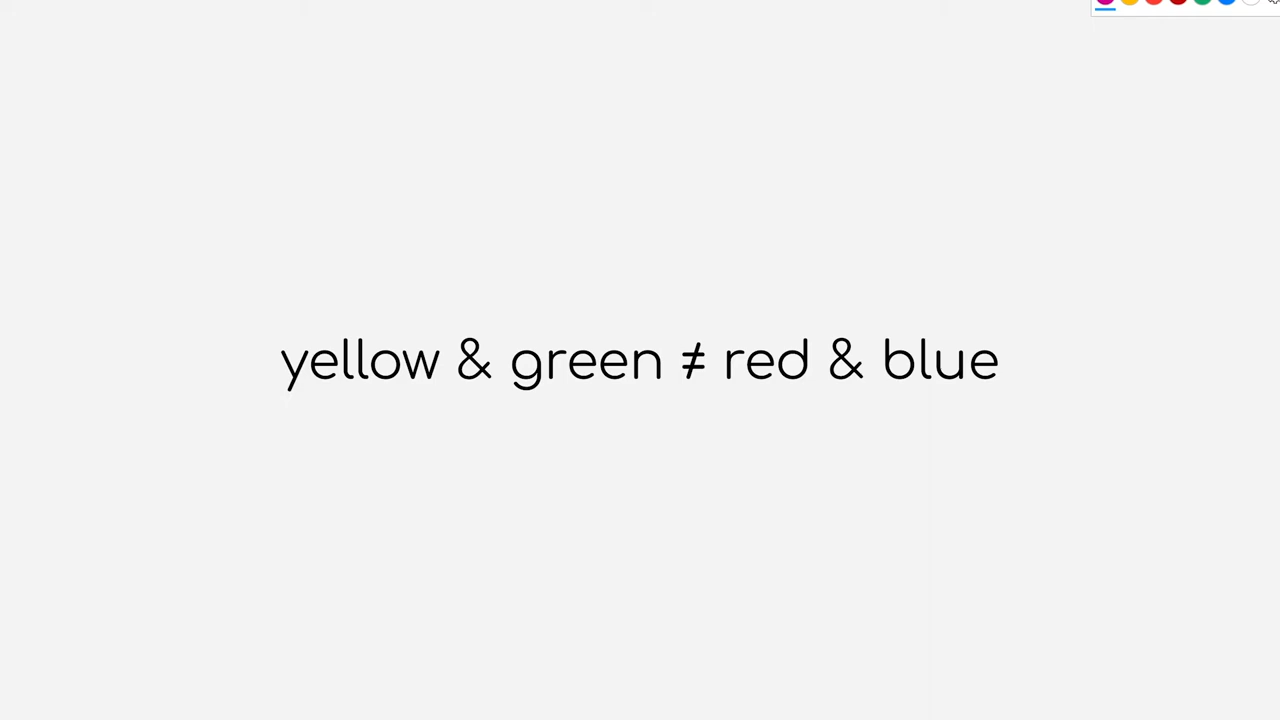 yellow & green ≠ red & blue